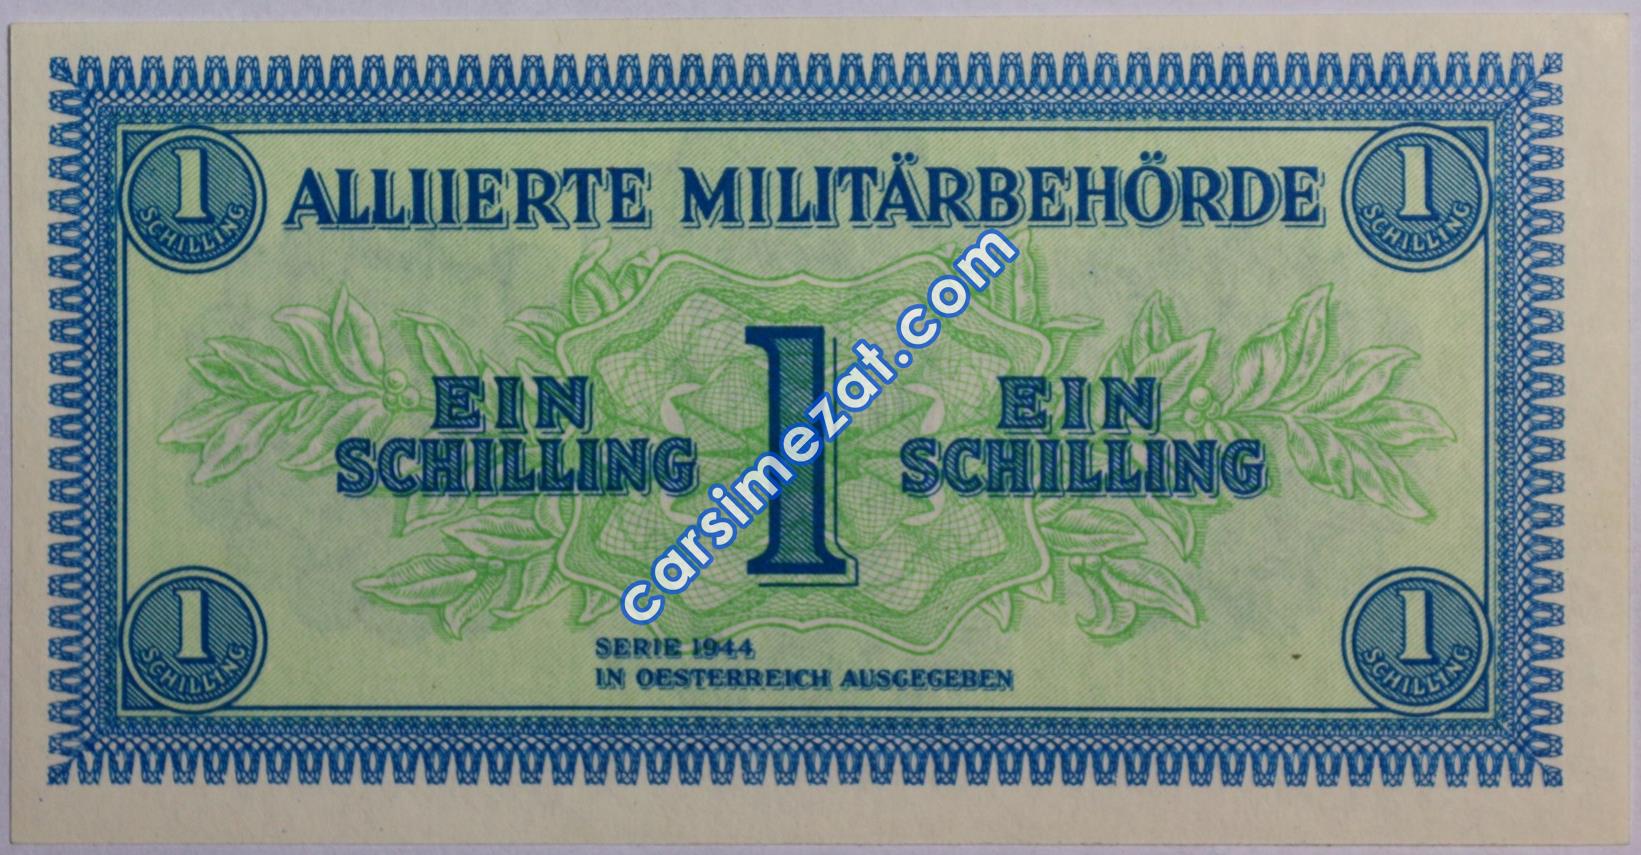 1 SCHILLING
ALLIIERTE MILITÄRBEHÖRDE
1 SCHILLING
EIN SCHILLING
1
EIN SCHILLING
carsimezat.com
SERIE 1944
IN OESTERREICH AUSGEGEBEN
1 SCHILLING
1 SCHILLING